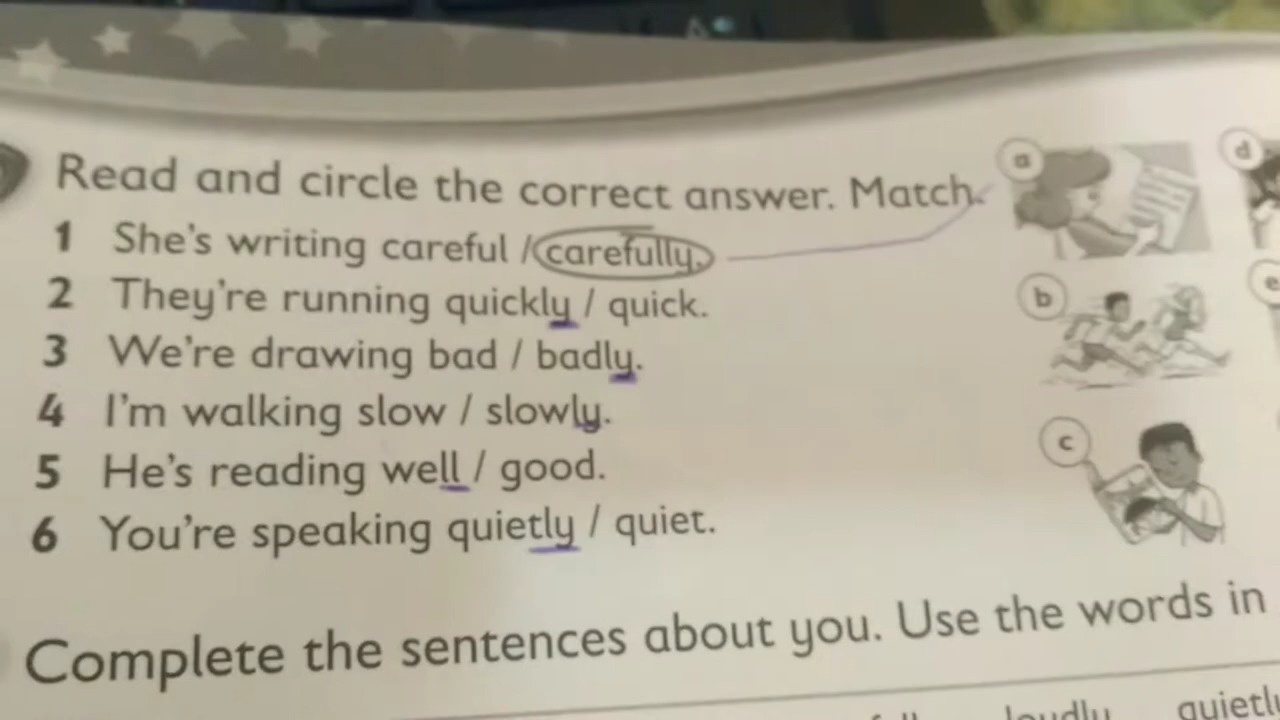 Read and circle the correct answer. Match.
1 She's writing careful / carefully.
2 They're running quickly / quick.
3 We're drawing bad / badly.
4 I'm walking slow / slowly.
5 He's reading well / good.
6 You're speaking quietly / quiet.
a
b
c
d
e
Complete the sentences about you. Use the words in
loudly